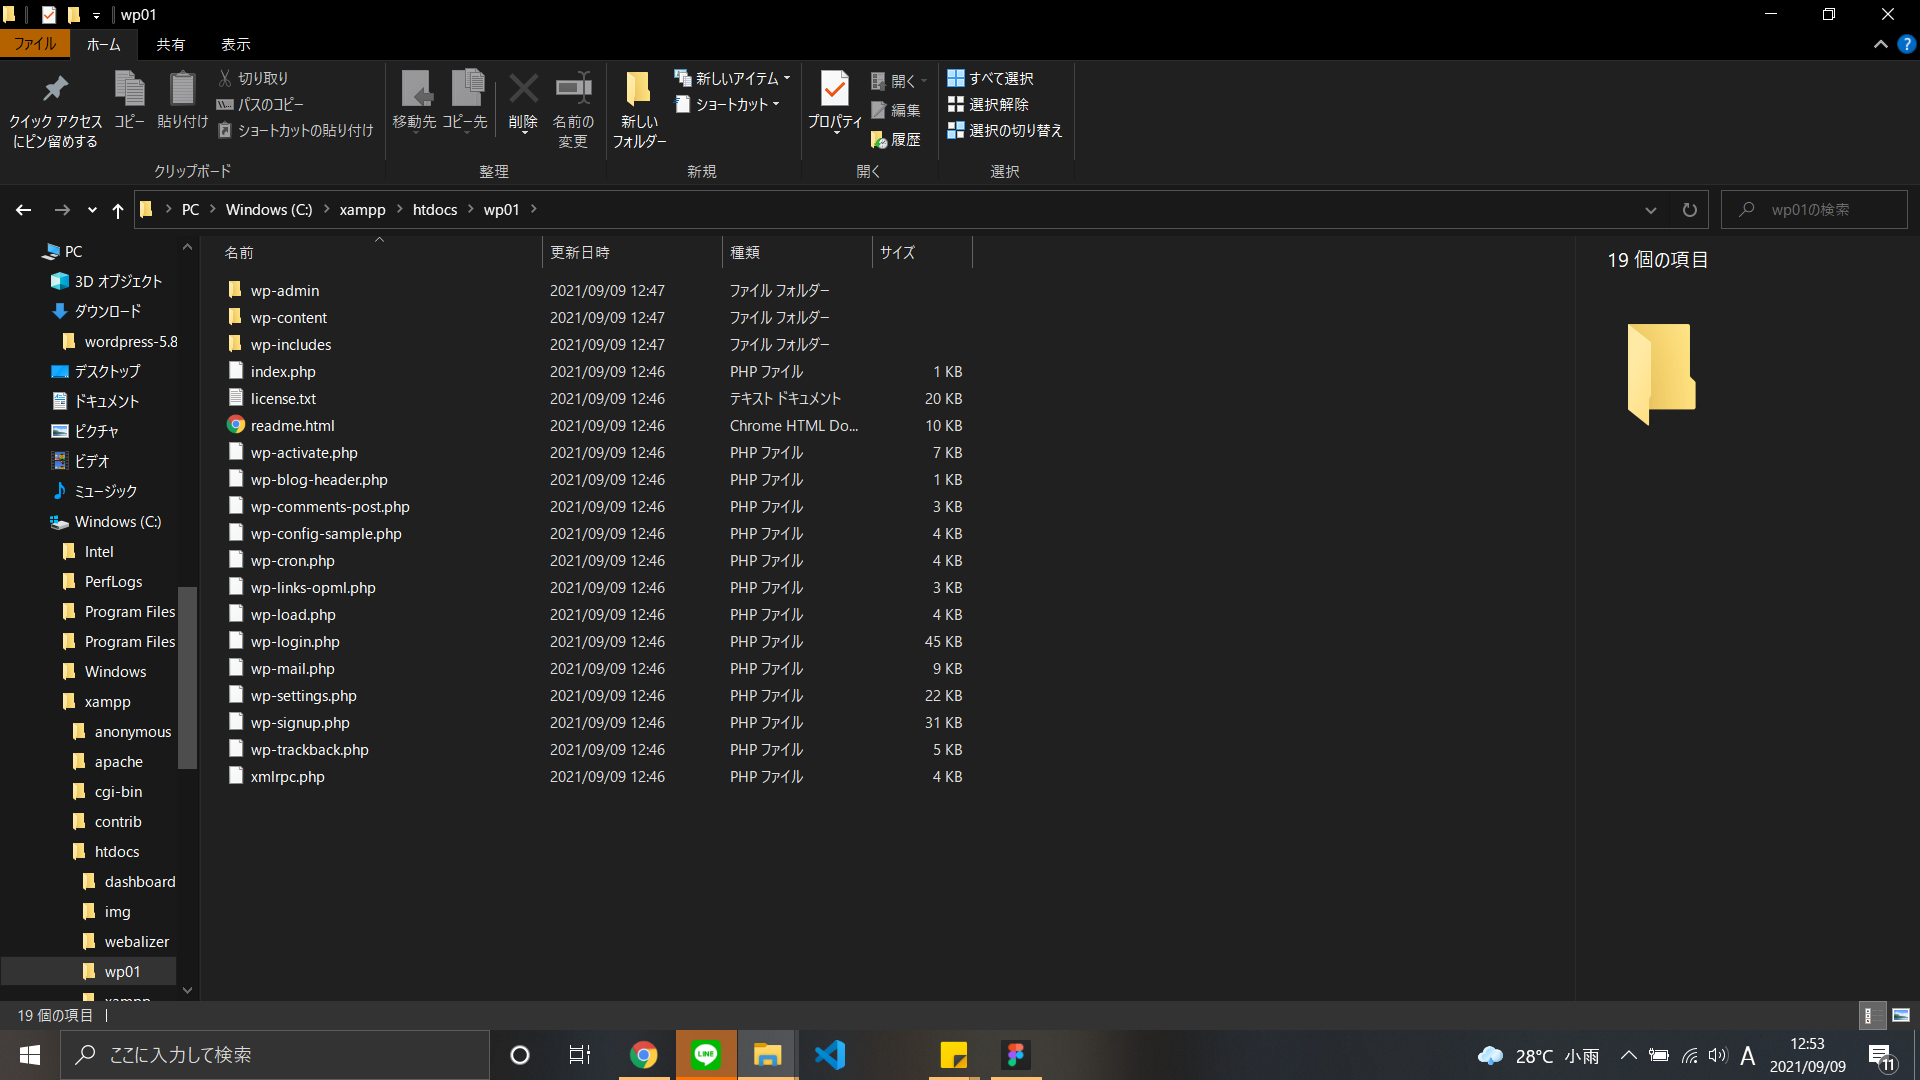 wp01
ファイル ホーム 共有 表示
クイック アクセス
にピン留めする
コピー
貼り付け
切り取り
パスのコピー
ショートカットの貼り付け
クリップボード
移動先 コピー先
削除
名前の
変更
整理
新しい
フォルダー
新しいアイテム
ショートカット
新規
プロパティ
開く
編集
履歴
開く
すべて選択
選択解除
選択の切り替え
選択
PC Windows (C:) xampp htdocs wp01
wp01の検索
PC
3D オブジェクト
ダウンロード
wordpress-5.8
デスクトップ
ドキュメント
ピクチャ
ビデオ
ミュージック
Windows (C:)
Intel
PerfLogs
Program Files
Program Files
Windows
xampp
anonymous
apache
cgi-bin
contrib
htdocs
dashboard
img
webalizer
wp01
xampp
名前 更新日時 種類 サイズ
wp-admin 2021/09/09 12:47 ファイル フォルダー
wp-content 2021/09/09 12:47 ファイル フォルダー
wp-includes 2021/09/09 12:47 ファイル フォルダー
index.php 2021/09/09 12:46 PHP ファイル 1 KB
license.txt 2021/09/09 12:46 テキスト ドキュメント 20 KB
readme.html 2021/09/09 12:46 Chrome HTML Do... 10 KB
wp-activate.php 2021/09/09 12:46 PHP ファイル 7 KB
wp-blog-header.php 2021/09/09 12:46 PHP ファイル 1 KB
wp-comments-post.php 2021/09/09 12:46 PHP ファイル 3 KB
wp-config-sample.php 2021/09/09 12:46 PHP ファイル 4 KB
wp-cron.php 2021/09/09 12:46 PHP ファイル 4 KB
wp-links-opml.php 2021/09/09 12:46 PHP ファイル 3 KB
wp-load.php 2021/09/09 12:46 PHP ファイル 4 KB
wp-login.php 2021/09/09 12:46 PHP ファイル 45 KB
wp-mail.php 2021/09/09 12:46 PHP ファイル 9 KB
wp-settings.php 2021/09/09 12:46 PHP ファイル 22 KB
wp-signup.php 2021/09/09 12:46 PHP ファイル 31 KB
wp-trackback.php 2021/09/09 12:46 PHP ファイル 5 KB
xmlrpc.php 2021/09/09 12:46 PHP ファイル 4 KB
19 個の項目
19 個の項目
ここに入力して検索
LINE
28°C 小雨
A
12:53
2021/09/09
11